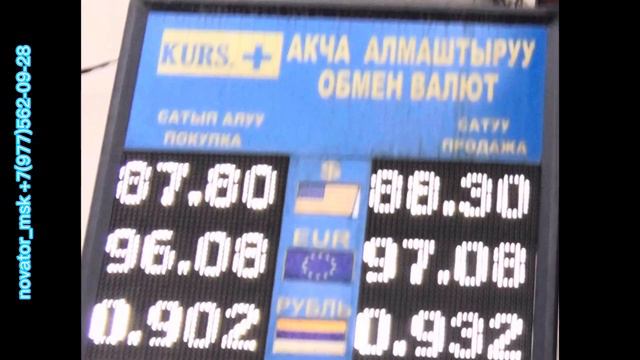 novator_msk +7(977)562-09-28
KURS. +
АКЧА АЛМАШТЫРУУ
ОБМЕН ВАЛЮТ
САТЫП АЛУУ
ПОКУПКА
САТУУ
ПРОДАЖА
87.80 $ 88.30
EUR
96.08 97.08
РУБЛЬ
0.902 0.932